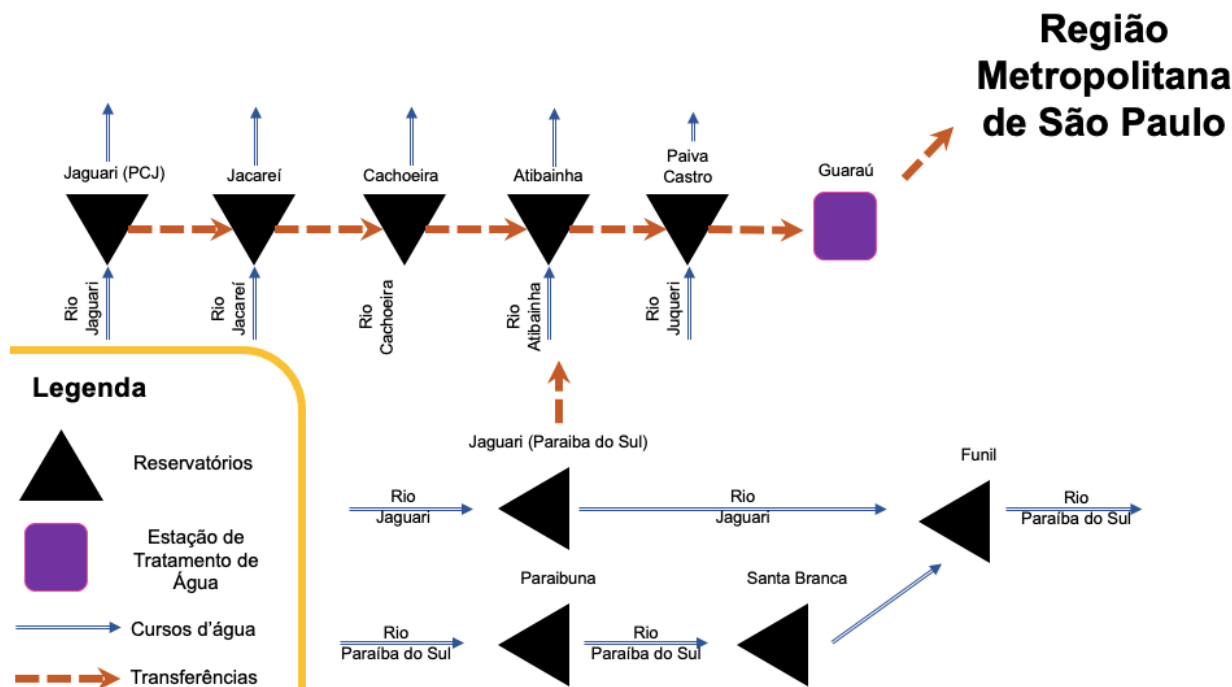 Região
Metropolitana
de São Paulo
Jaguari (PCJ)
Jacareí
Cachoeira
Atibainha
Paiva
Castro
Guaraú
Rio
Jaguari
Rio
Jacareí
Rio
Cachoeira
Rio
Atibainha
Rio
Juqueri
Legenda
Reservatórios
Estação de
Tratamento de
Água
Cursos d'água
Transferências
Jaguari (Paraiba do Sul)
Funil
Rio
Jaguari
Rio
Jaguari
Rio
Paraíba do Sul
Paraibuna
Santa Branca
Rio
Paraíba do Sul
Rio
Paraíba do Sul